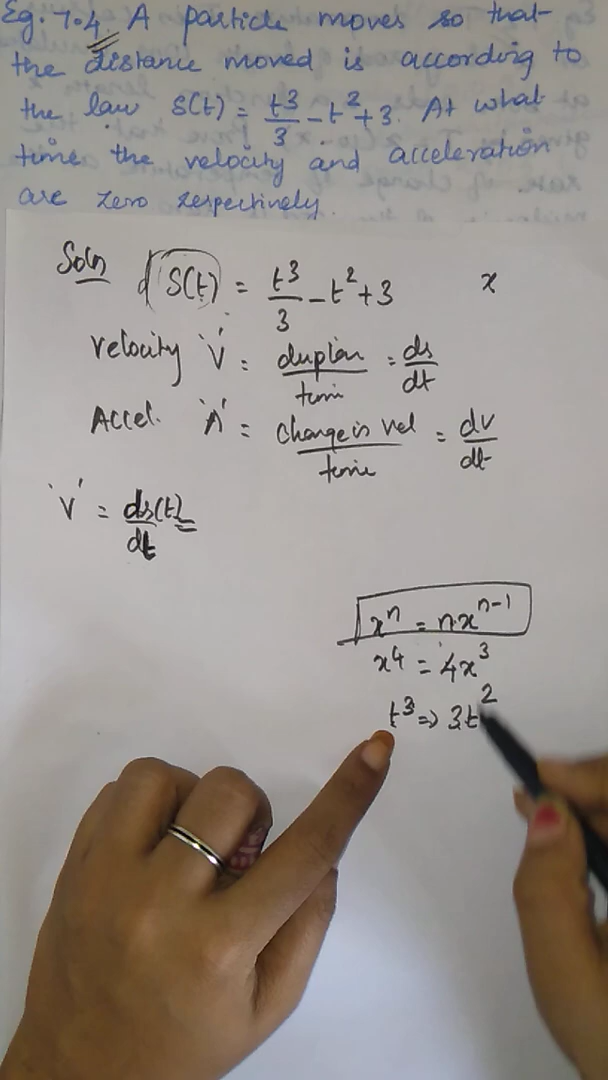 Eg. 7.4. A particle moves so that
the distance moved is according to
the law S(t) = t³/3 - t² + 3. At what
time the velocity and acceleration
are zero respectively.
Soln S(t) = t³/3 - t² + 3 x
Velocity 'V' = /time = ds/dt
Accel. 'A' = change in vel/time = dv/dt
'V' = ds(t)/dt
xⁿ = n·xⁿ⁻¹
x⁴ = 4x³
t³ ⇒ 3t²